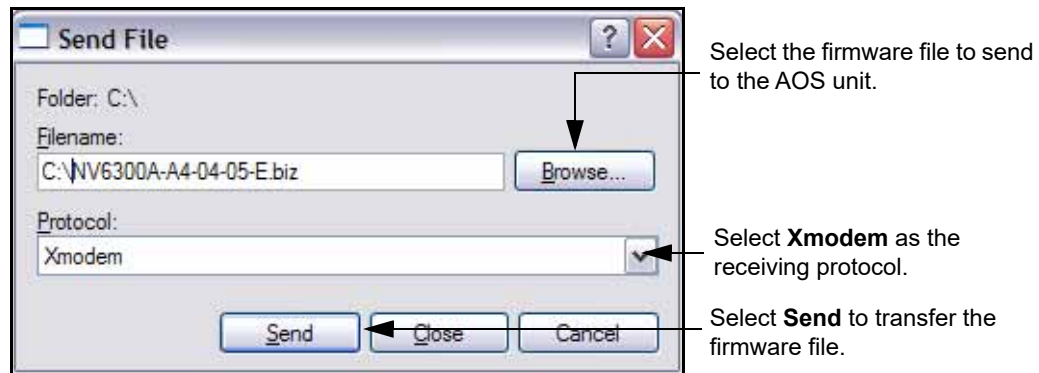 Send File
Folder: C:\
Filename:
C:\NV6300A-A4-04-05-E.biz
Browse...
Protocol:
Xmodem
Send
Close
Cancel
Select the firmware file to send
to the AOS unit.
Select Xmodem as the
receiving protocol.
Select Send to transfer the
firmware file.